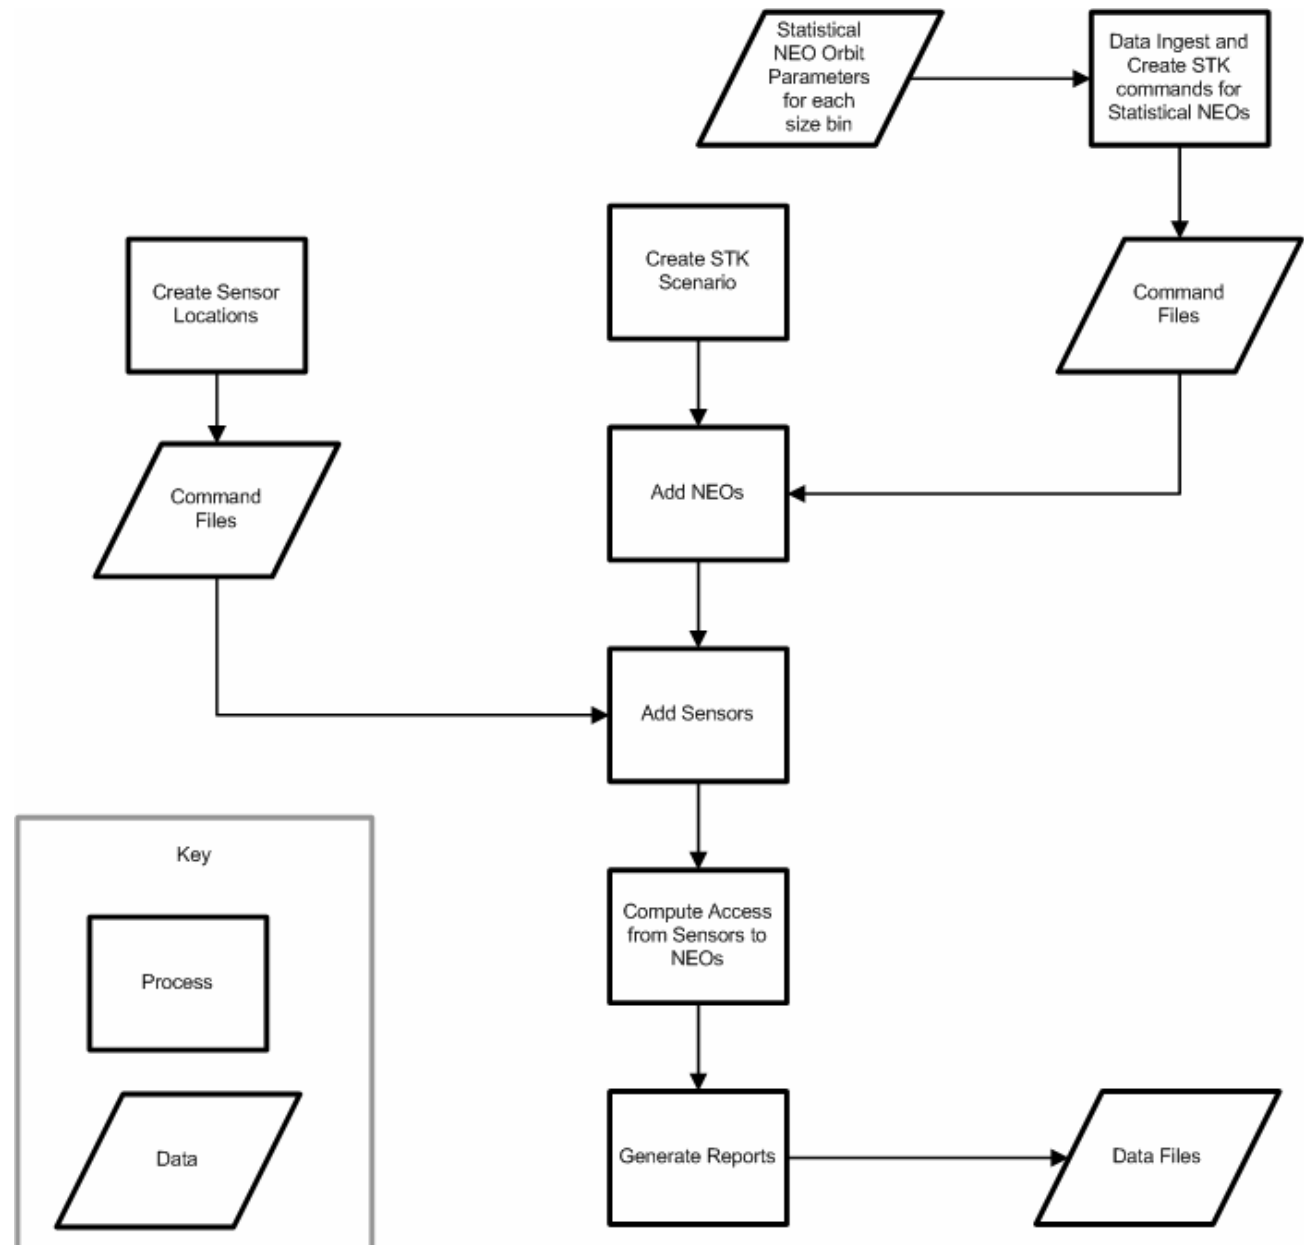 Statistical
NEO Orbit
Parameters
for each
size bin
Data Ingest and
Create STK
commands for
Statistical NEOs
Create STK
Scenario
Create Sensor
Locations
Command
Files
Command
Files
Add NEOs
Add Sensors
Key
Process
Data
Compute Access
from Sensors to
NEOs
Generate Reports
Data Files